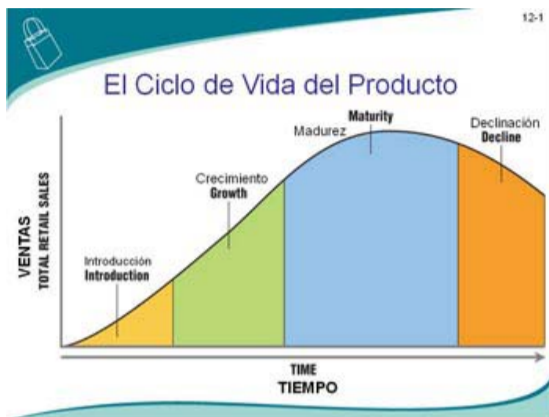 12-1
El Ciclo de Vida del Producto
Maturity
Madurez
Declinación
Decline
Crecimiento
Growth
Introducción
Introduction
VENTAS
TOTAL RETAIL SALES
TIME
TIEMPO